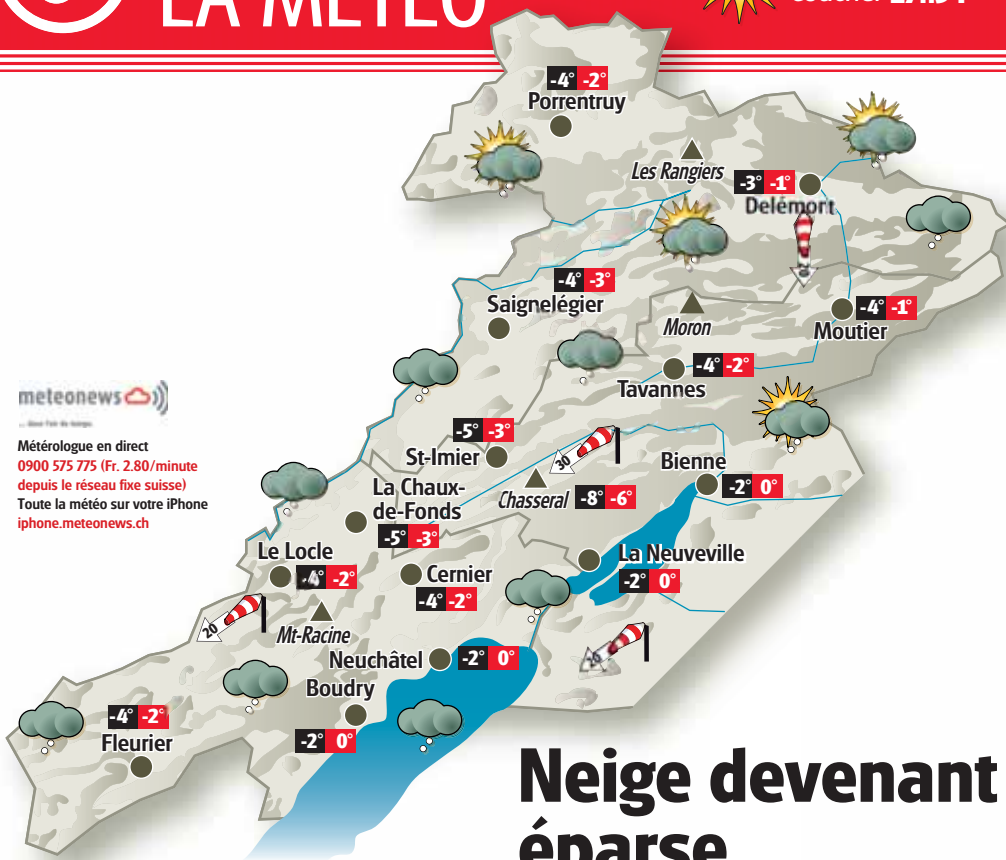 LA MÉTÉO
-4° -2°
Porrentruy
Les Rangiers
-3° -1°
Delémont
-4° -3°
Saignelégier
Moron
-4° -1°
Moutier
-4° -2°
Tavannes
meteonews
Météorologue en direct
0900 575 775 (Fr. 2.80/minute
depuis le réseau fixe suisse)
Toute la météo sur votre iPhone
iphone.meteonews.ch
-5° -3°
St-Imier
30
Chasseral -8° -6°
Bienne
-2° 0°
La Chaux-
de-Fonds
-5° -3°
Le Locle
-4° -2°
Cernier
-4° -2°
La Neuveville
-2° 0°
20
Mt-Racine
Neuchâtel -2° 0°
Boudry
-2° 0°
-4° -2°
Fleurier
Neige devenant
éparse